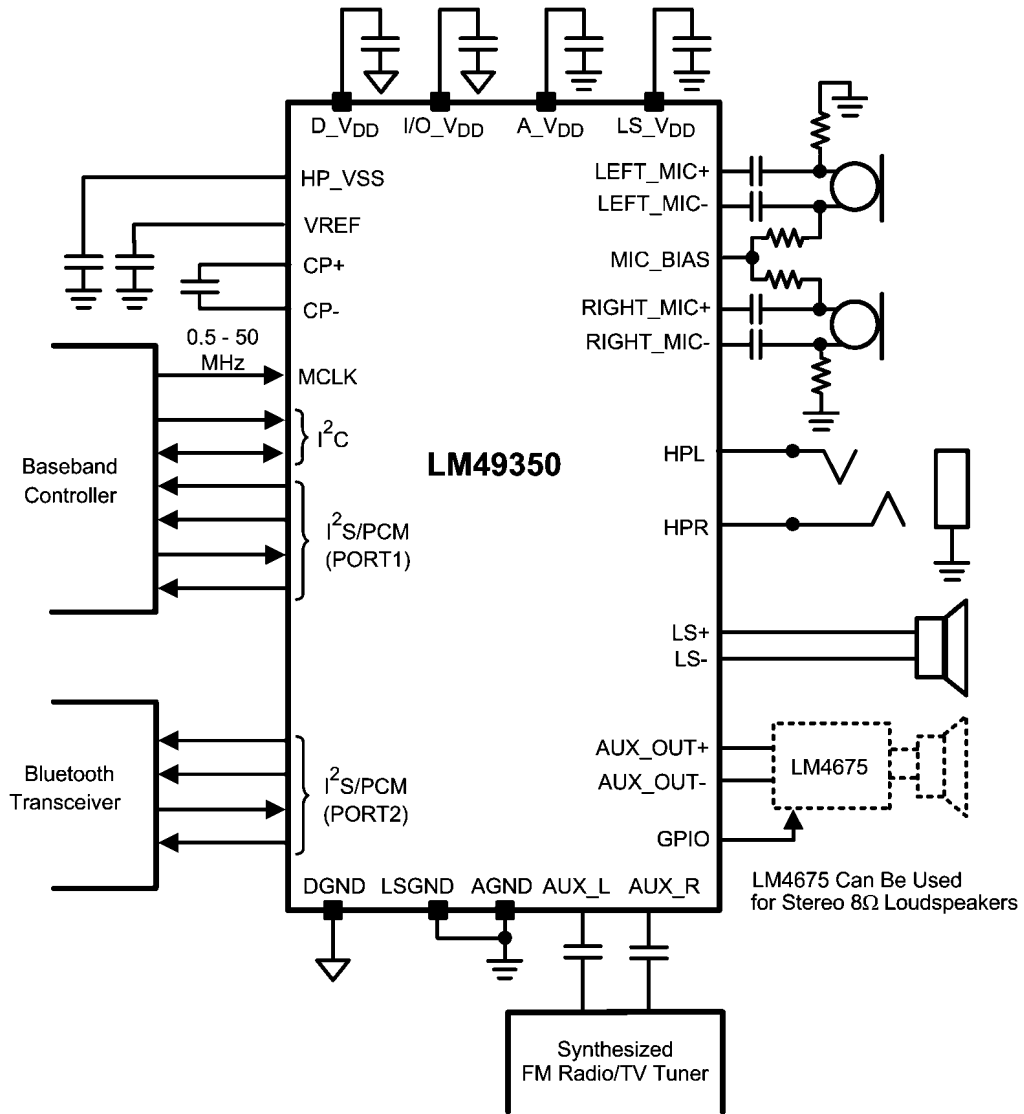 D_VDD I/O_VDD A_VDD LS_VDD
HP_VSS
VREF
CP+
CP-
0.5 - 50
MHz
MCLK
I²C
I²S/PCM
(PORT1)
Baseband
Controller
LM49350
LEFT_MIC+
LEFT_MIC-
MIC_BIAS
RIGHT_MIC+
RIGHT_MIC-
HPL
HPR
LS+
LS-
Bluetooth
Transceiver
I²S/PCM
(PORT2)
AUX_OUT+
AUX_OUT-
GPIO
LM4675
LM4675 Can Be Used
for Stereo 8Ω Loudspeakers
DGND LSGND AGND AUX_L AUX_R
Synthesized
FM Radio/TV Tuner